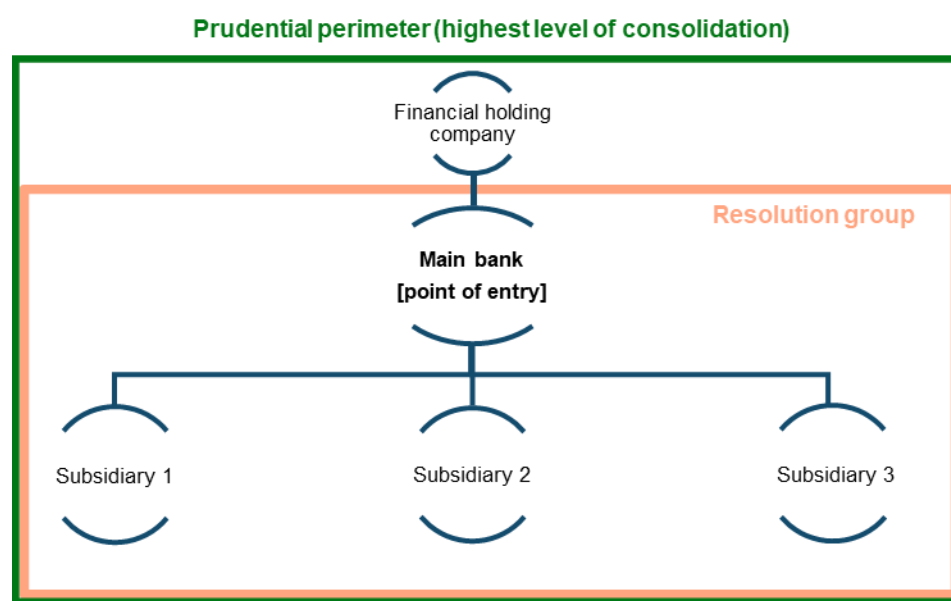 Prudential perimeter (highest level of consolidation)
Financial holding
company
Resolution group
Main bank
[point of entry]
Subsidiary 1
Subsidiary 2
Subsidiary 3